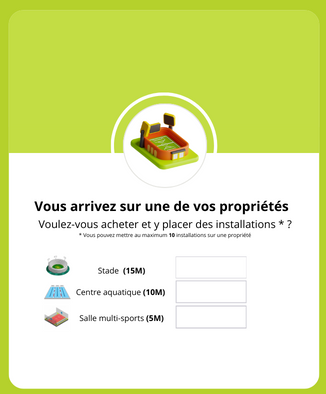 Vous arrivez sur une de vos propriétés
Voulez-vous acheter et y placer des installations * ?
* Vous pouvez mettre au maximum 10 installations sur une propriété
Stade (15M)
Centre aquatique (10M)
Salle multi-sports (5M)